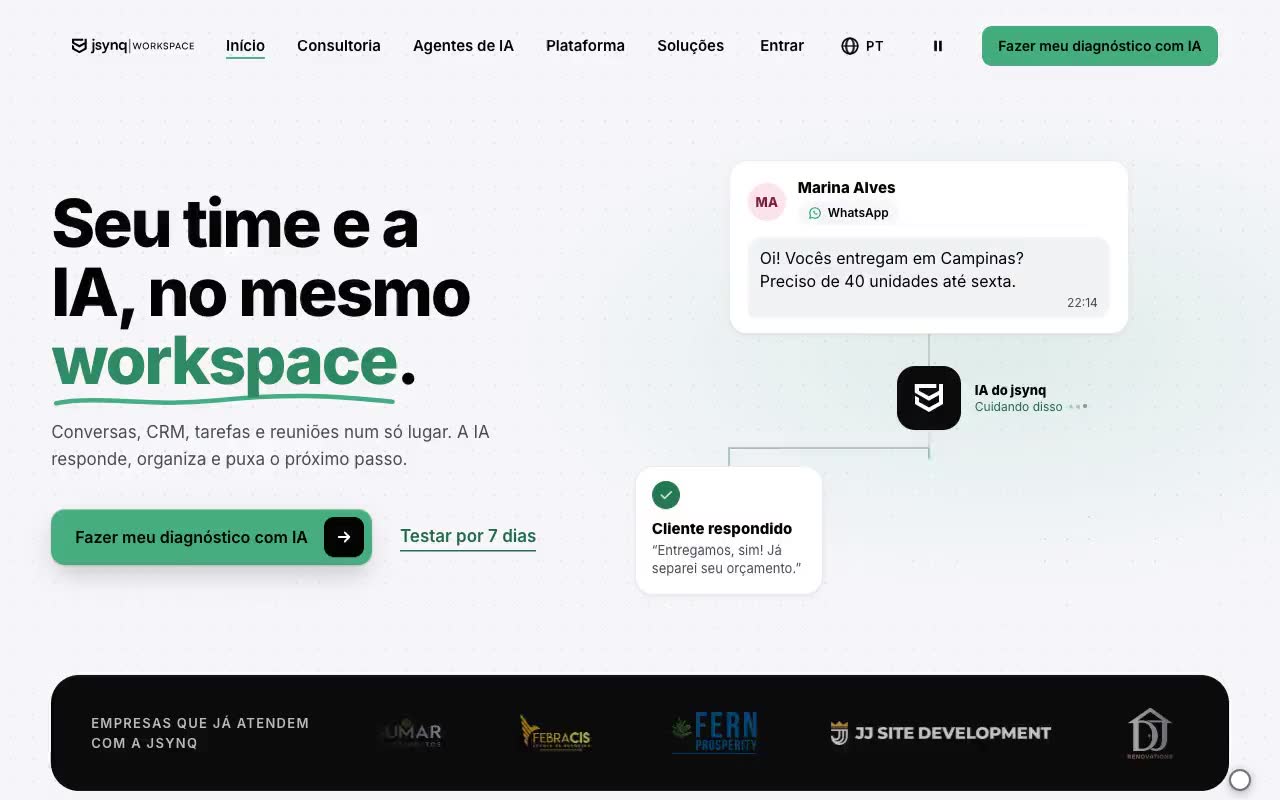 jsynq|WORKSPACE
Início
Consultoria
Agentes de IA
Plataforma
Soluções
Entrar
PT
Fazer meu diagnóstico com IA
Seu time e a
IA, no mesmo
workspace.
Conversas, CRM, tarefas e reuniões num só lugar. A IA
responde, organiza e puxa o próximo passo.
Fazer meu diagnóstico com IA
Testar por 7 dias
MA
Marina Alves
WhatsApp
Oi! Vocês entregam em Campinas?
Preciso de 40 unidades até sexta.
22:14
IA do jsynq
Cuidando disso
Cliente respondido
“Entregamos, sim! Já
separei seu orçamento.”
EMPRESAS QUE JÁ ATENDEM
COM A JSYNQ
FEBRACIS
FERN
PROSPERITY
JJ SITE DEVELOPMENT
RENOVATIONS